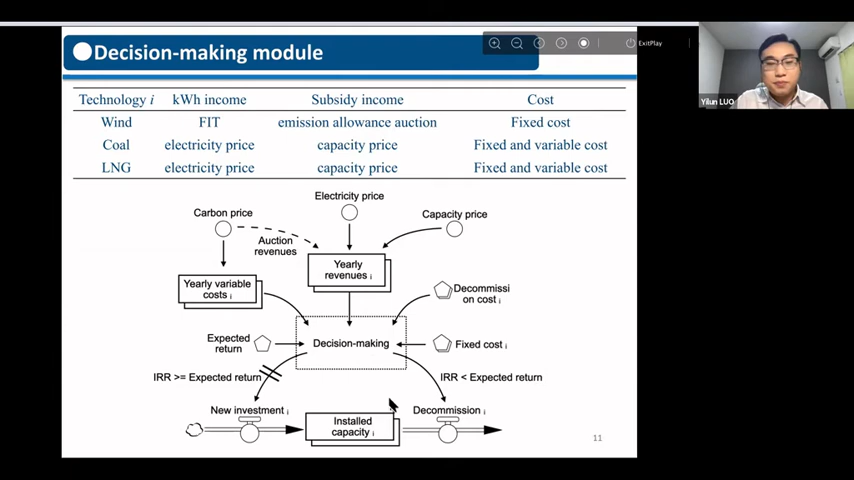 Decision-making module
ExitPlay
Yilun LUO
Technology i kWh income Subsidy income Cost
Wind FIT emission allowance auction Fixed cost
Coal electricity price capacity price Fixed and variable cost
LNG electricity price capacity price Fixed and variable cost
Electricity price
Carbon price
Capacity price
Auction
revenues
Yearly
revenues i
Yearly variable
costs i
Decommissi
on cost i
Expected
return
Decision-making
Fixed cost i
IRR >= Expected return
IRR < Expected return
New investment i
Installed
capacity i
Decommission i
11